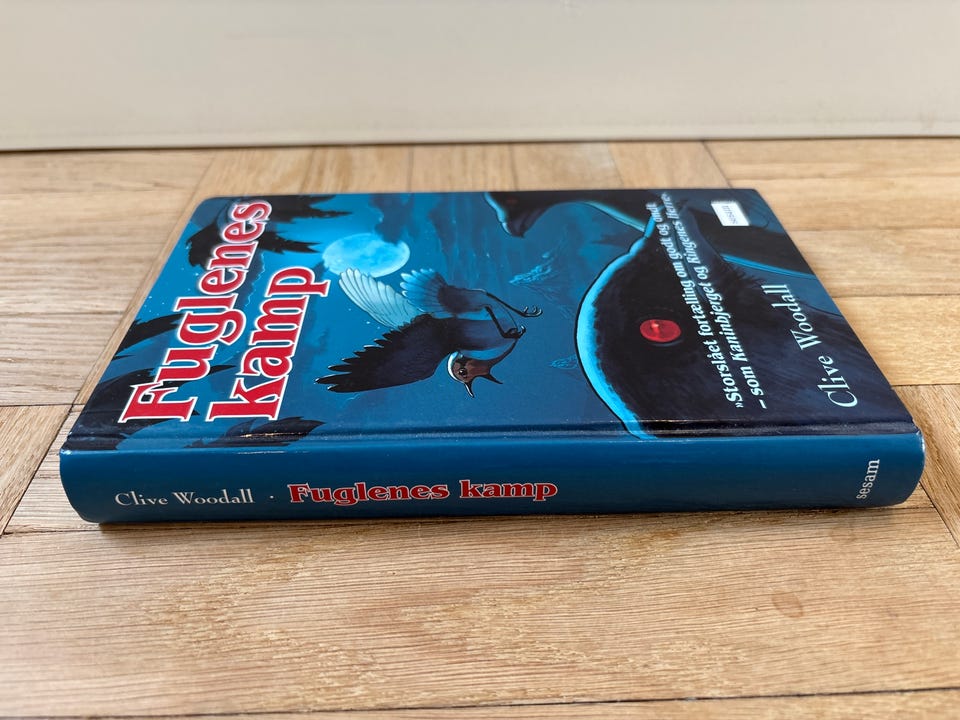 Fuglenes
kamp
»Storslået fortælling om godt og ondt
– som Kaninbjerget og Ringenes Herre«
Clive Woodall
sesam
Clive Woodall · Fuglenes kamp
sesam